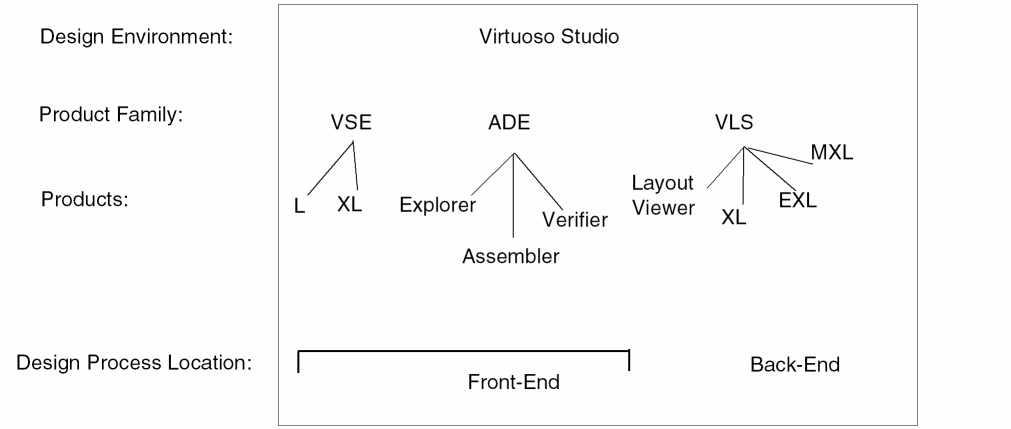 Design Environment: Virtuoso Studio
Product Family: VSE ADE VLS
Products: L XL Explorer Assembler Verifier Layout Viewer XL EXL MXL
Design Process Location: Front-End Back-End